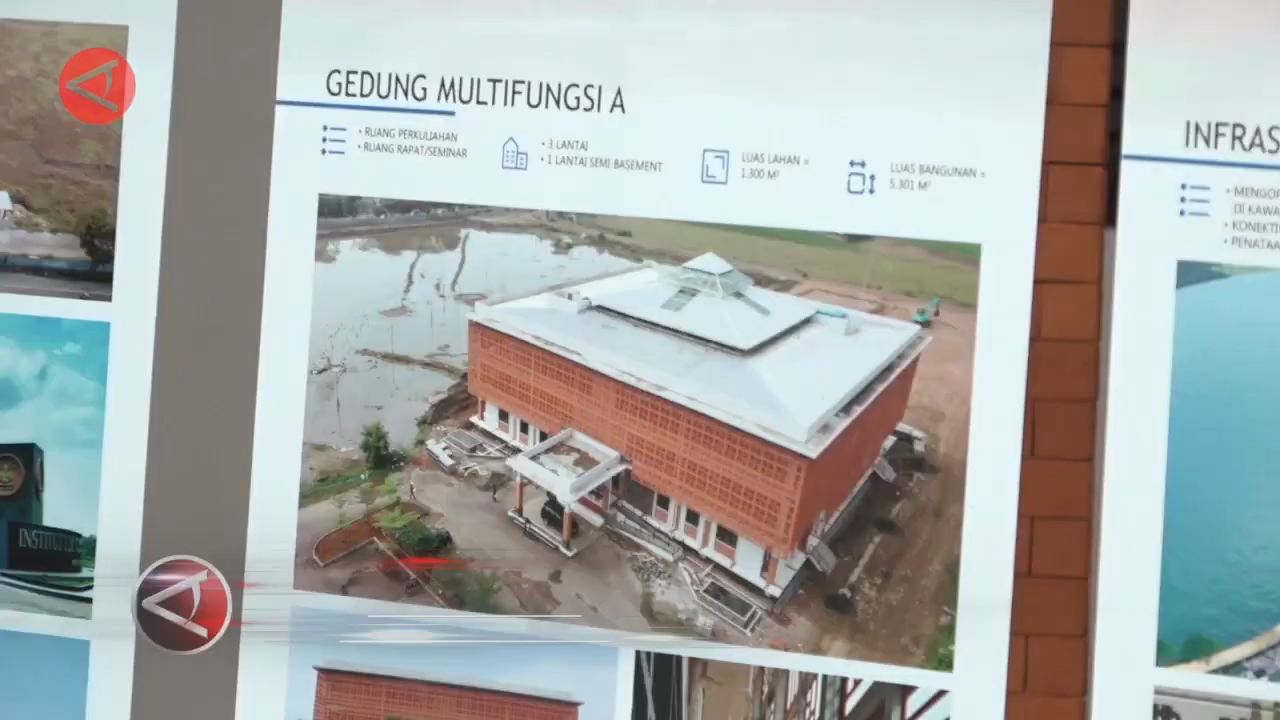 GEDUNG MULTIFUNGSI A
• RUANG PERKULIAHAN
• RUANG RAPAT/SEMINAR
• 3 LANTAI
• 1 LANTAI SEMI BASEMENT
LUAS LAHAN =
1.300 M²
LUAS BANGUNAN =
5.301 M²
INFRAS
• MENGOP
DI KAWA
• KONEKTI
• PENATAA
INSTITUT